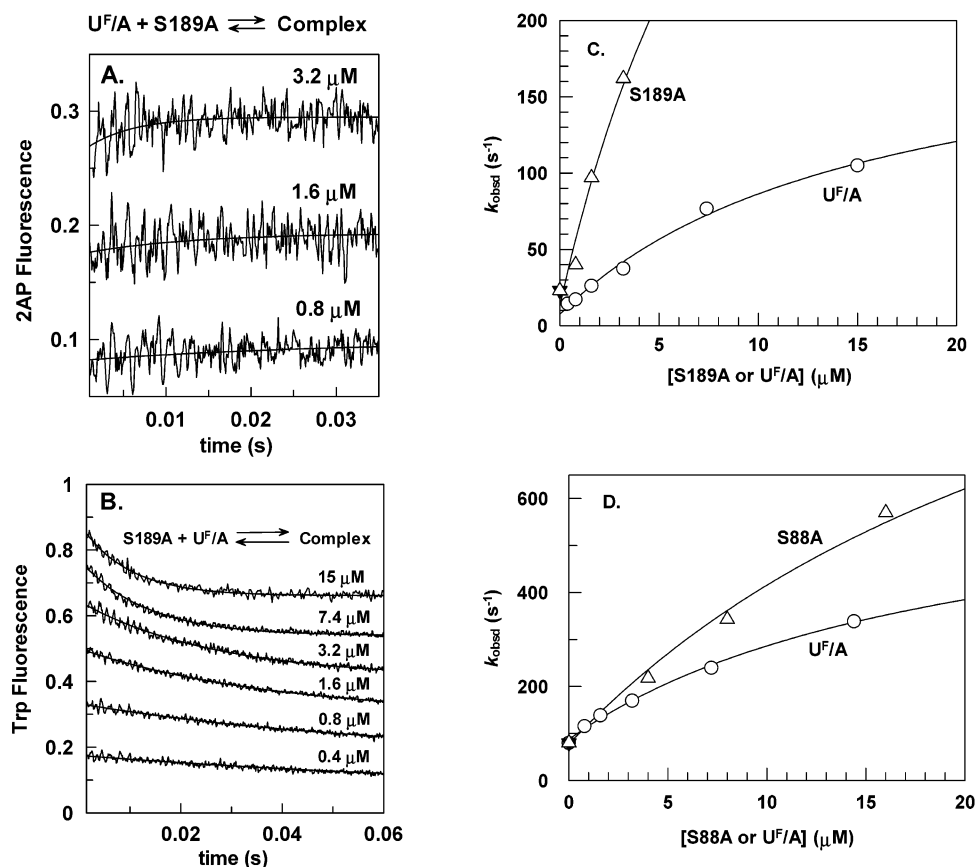 U^F/A + S189A ⇌ Complex
A.
3.2 μM
1.6 μM
0.8 μM
0.3
0.2
0.1
2AP Fluorescence
0.01 0.02 0.03
time (s)
B.
S189A + U^F/A ⇌ Complex
15 μM
7.4 μM
3.2 μM
1.6 μM
0.8 μM
0.4 μM
1
0.8
0.6
0.4
0.2
0
Trp Fluorescence
0.02 0.04 0.06
time (s)
C.
S189A
U^F/A
200
150
100
50
0
k_obsd (s⁻¹)
0 5 10 15 20
[S189A or U^F/A] (μM)
D.
S88A
U^F/A
600
400
200
0
k_obsd (s⁻¹)
0 5 10 15 20
[S88A or U^F/A] (μM)